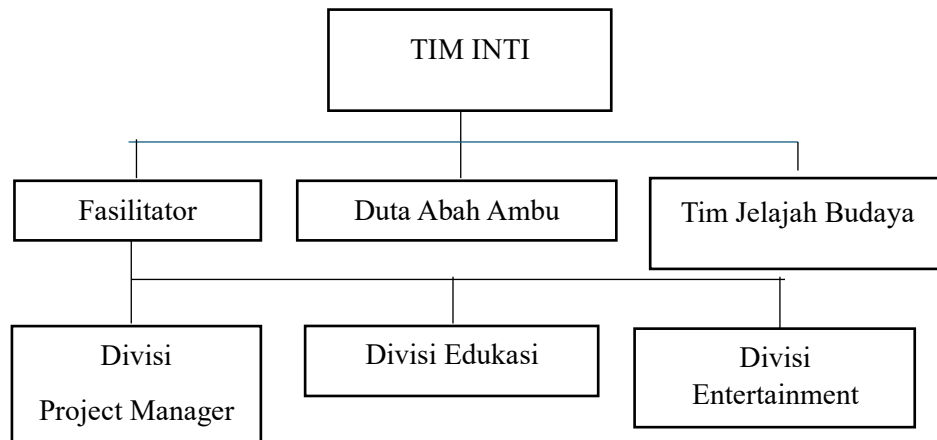 TIM INTI
Fasilitator
Duta Abah Ambu
Tim Jelajah Budaya
Divisi
Project Manager
Divisi Edukasi
Divisi
Entertainment